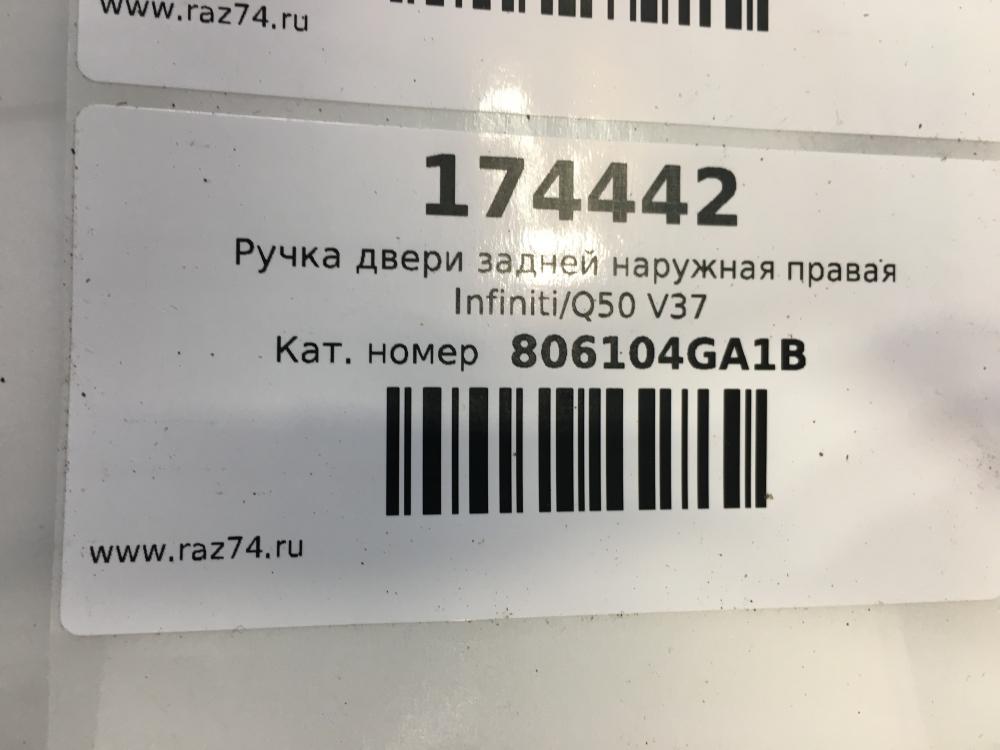 www.raz74.ru
174442
Ручка двери задней наружная правая
Infiniti/Q50 V37
Кат. номер 806104GA1B
www.raz74.ru